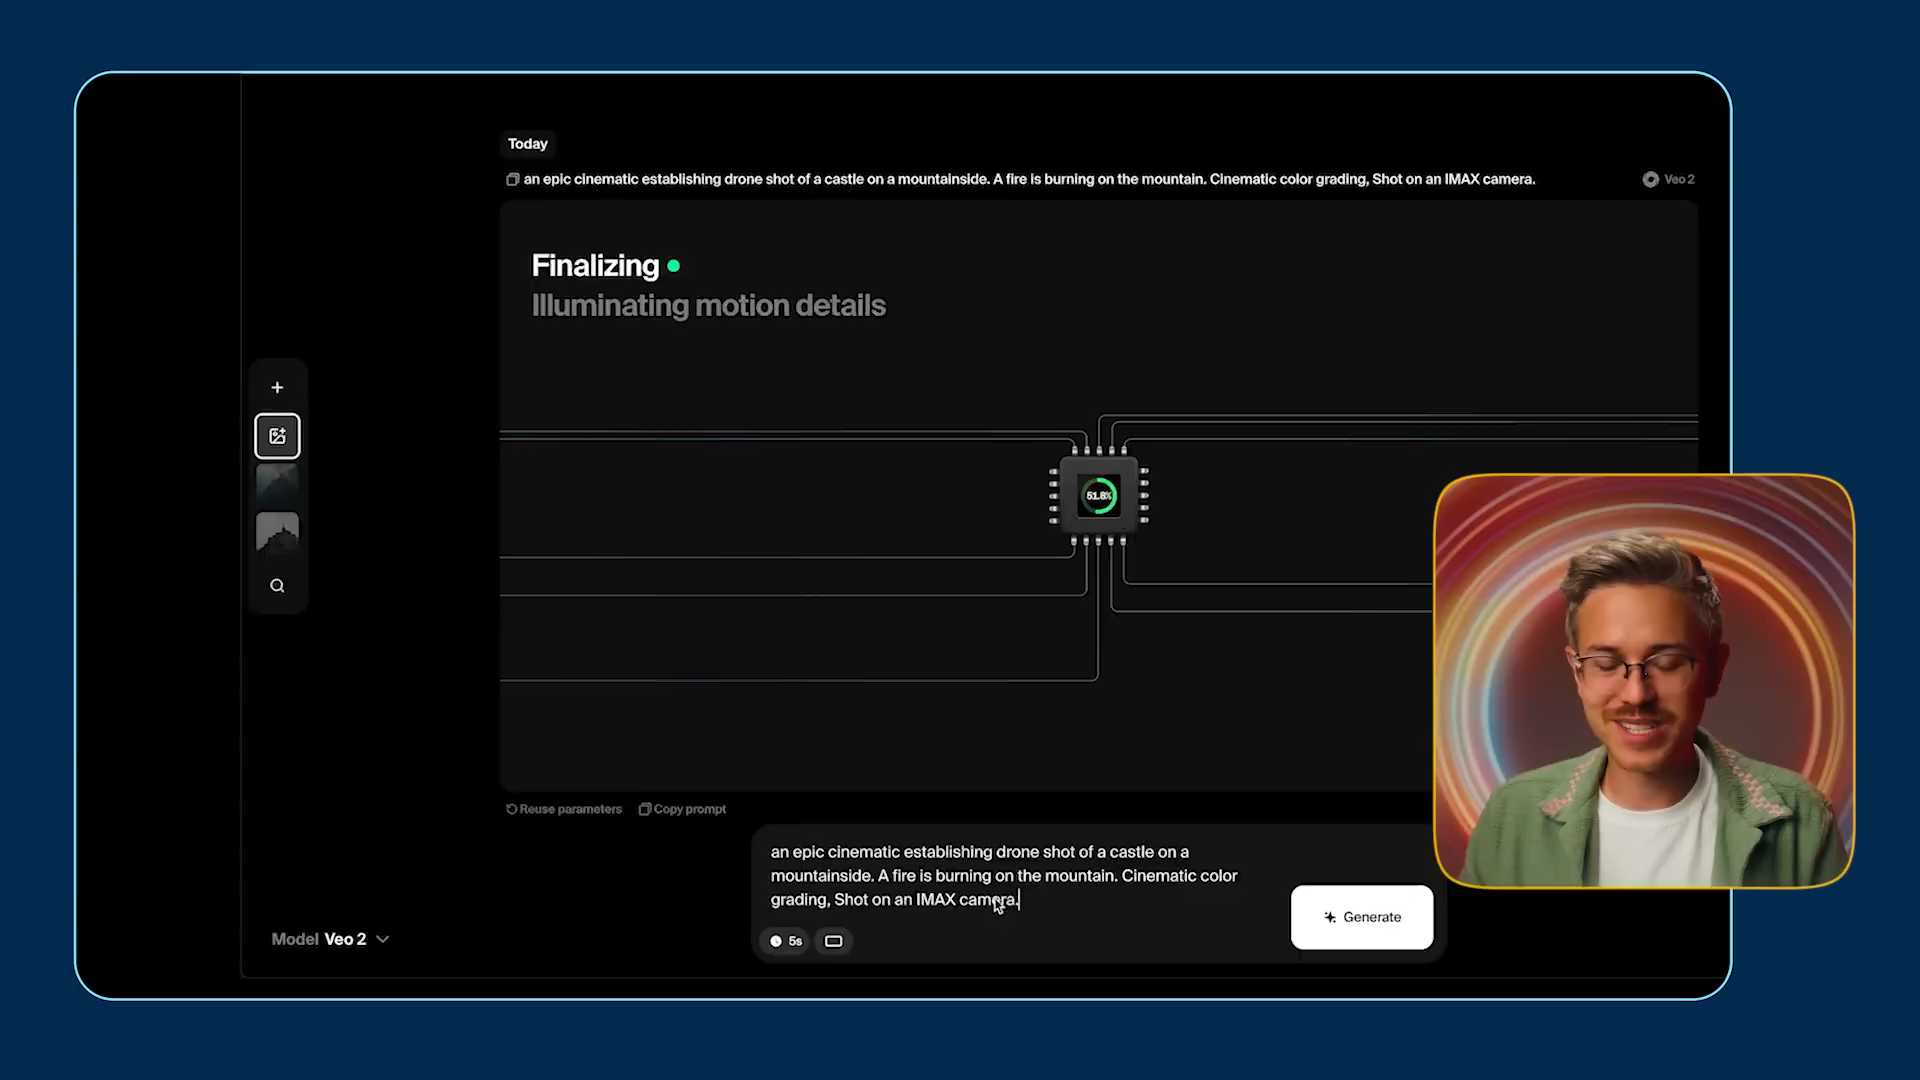 Today
an epic cinematic establishing drone shot of a castle on a mountainside. A fire is burning on the mountain. Cinematic color grading, Shot on an IMAX camera.
Veo 2
Finalizing
Illuminating motion details
51.8%
Reuse parameters
Copy prompt
an epic cinematic establishing drone shot of a castle on a
mountainside. A fire is burning on the mountain. Cinematic color
grading, Shot on an IMAX camera.
Generate
5s
Model Veo 2